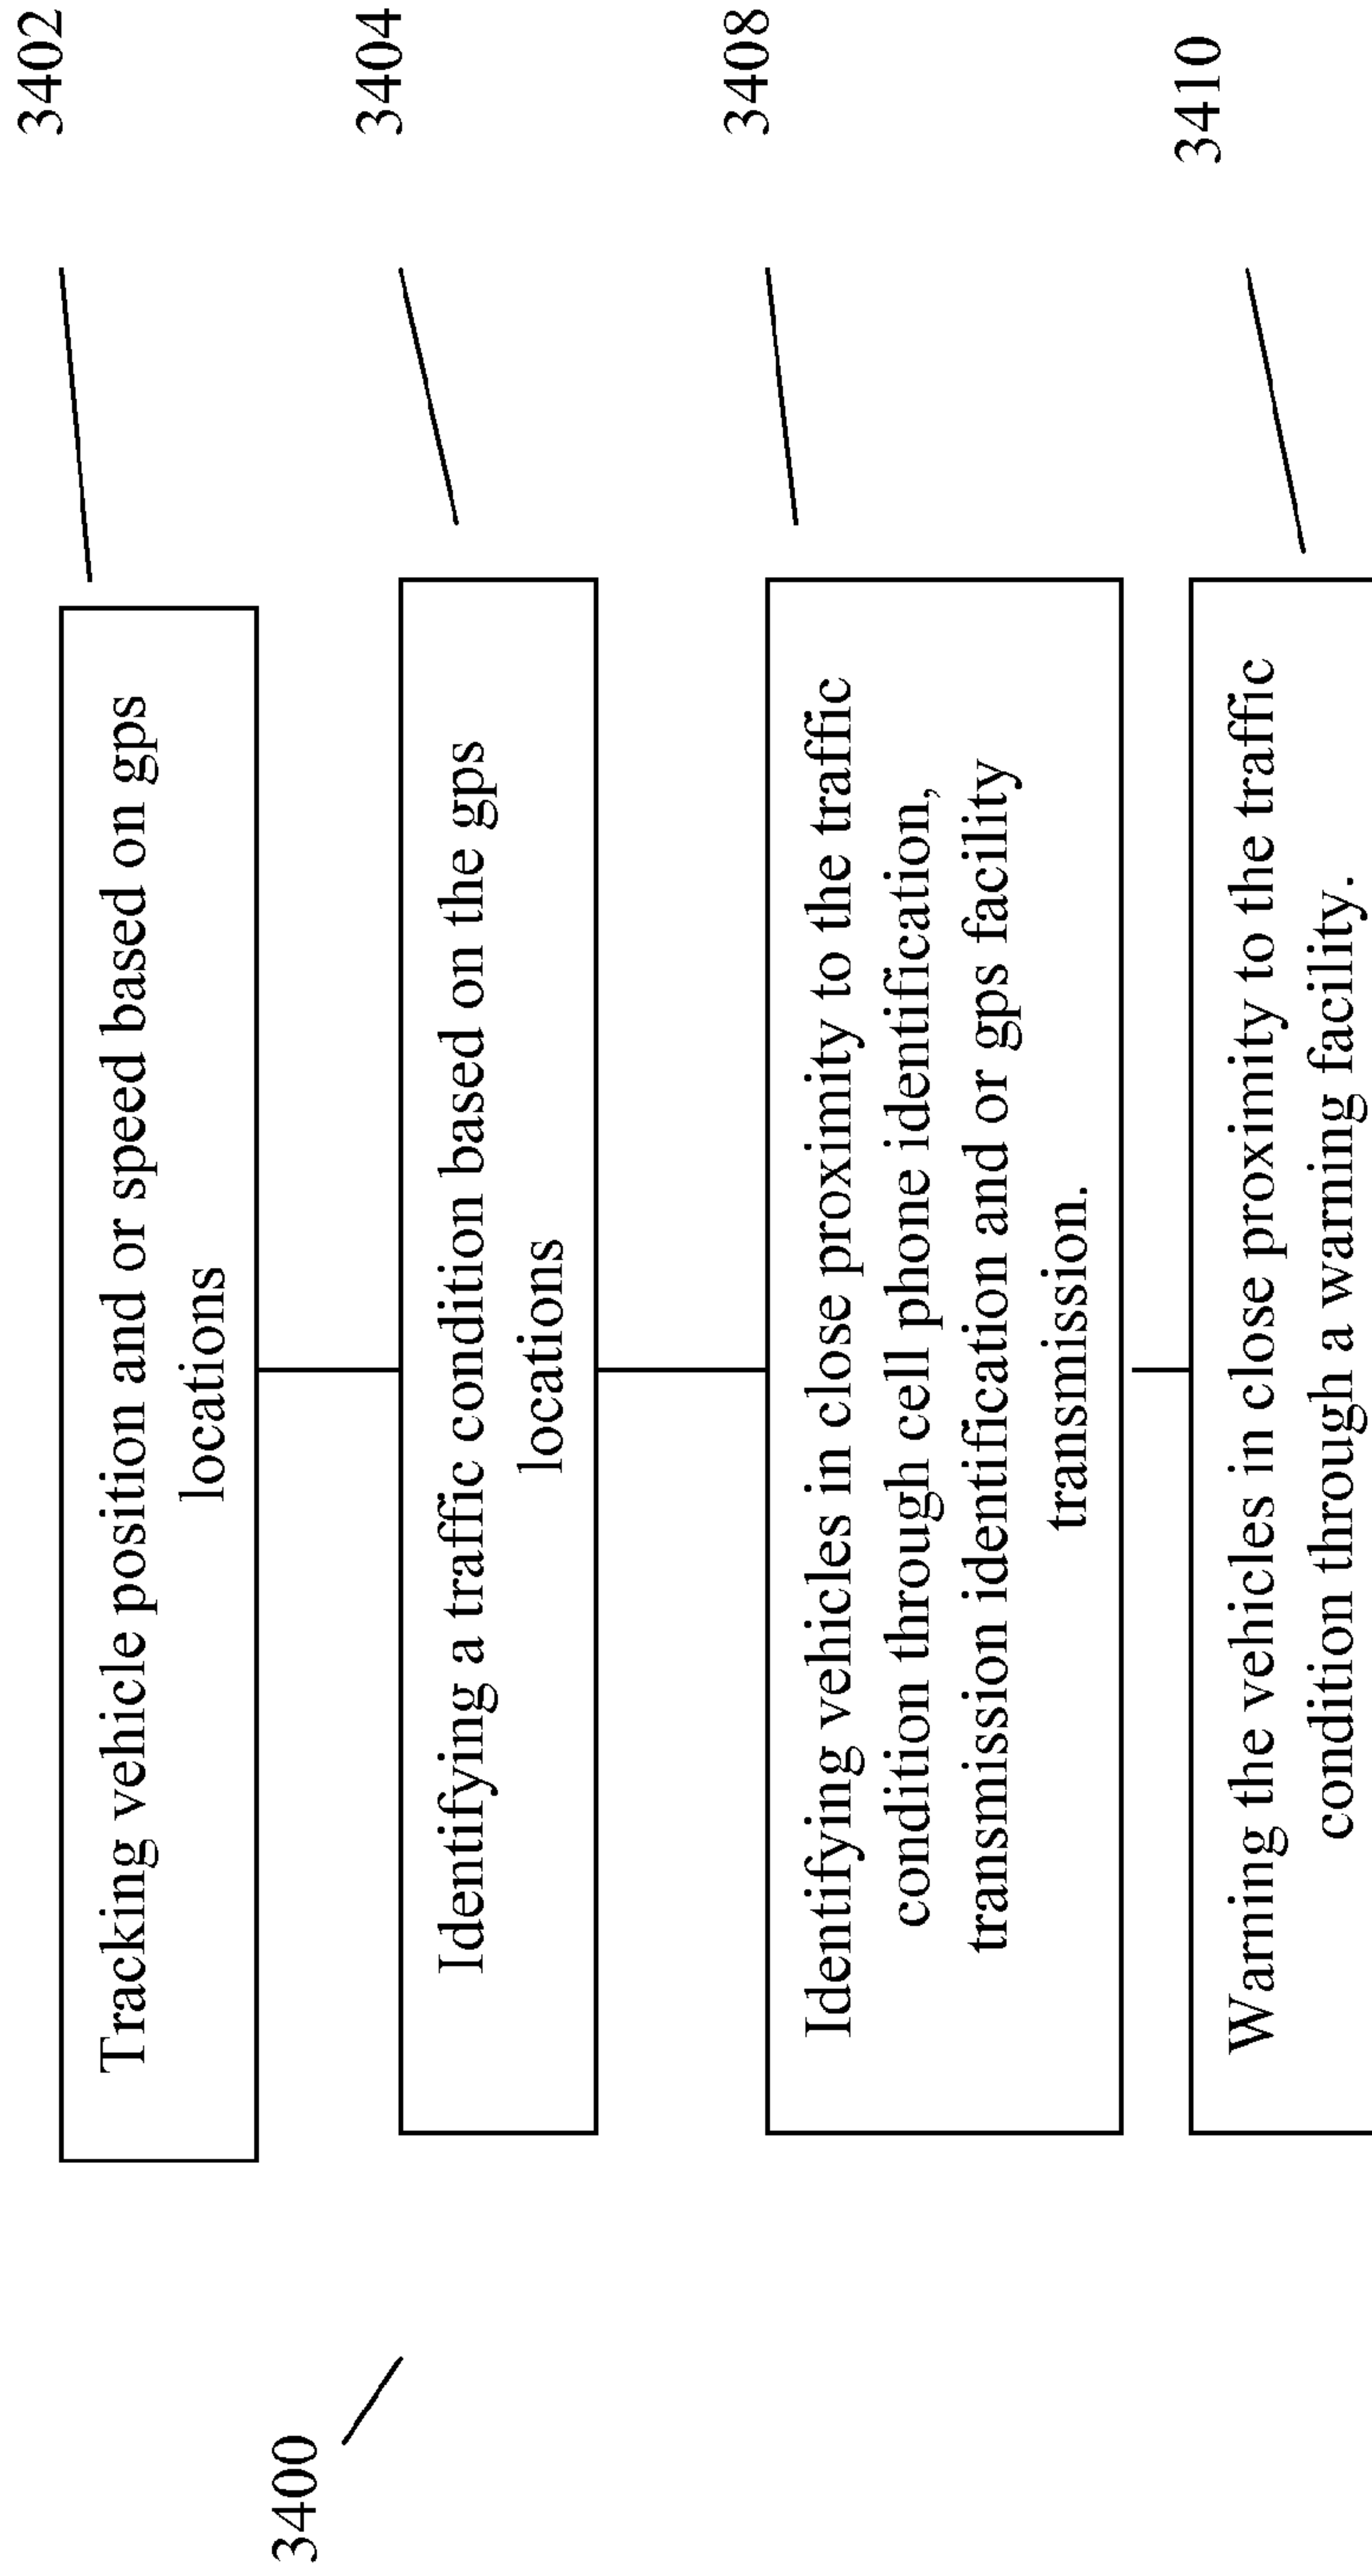 3400
3402
Tracking vehicle position and or speed based on gps
locations
3404
Identifying a traffic condition based on the gps
locations
3408
Identifying vehicles in close proximity to the traffic
condition through cell phone identification,
transmission identification and or gps facility
transmission.
3410
Warning the vehicles in close proximity to the traffic
condition through a warning facility.